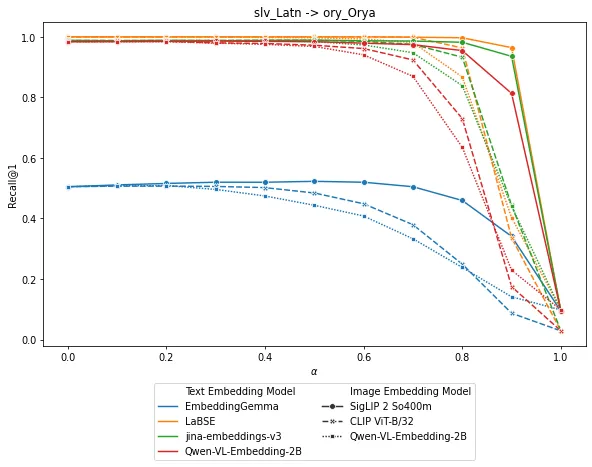 slv_Latn -> ory_Orya
Recall@1
1.0
0.8
0.6
0.4
0.2
0.0
0.0 0.2 0.4 0.6 0.8 1.0
α
Text Embedding Model
EmbeddingGemma
LaBSE
jina-embeddings-v3
Qwen-VL-Embedding-2B
Image Embedding Model
SigLIP 2 So400m
CLIP ViT-B/32
Qwen-VL-Embedding-2B